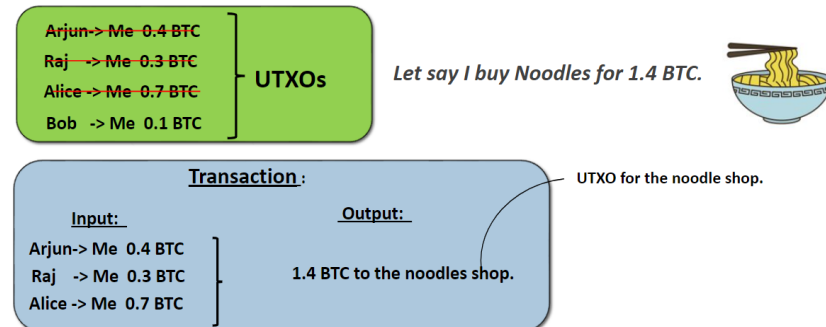 Arjun-> Me 0.4 BTC
Raj -> Me 0.3 BTC
Alice -> Me 0.7 BTC
Bob -> Me 0.1 BTC
UTXOs
Let say I buy Noodles for 1.4 BTC.
Transaction :
UTXO for the noodle shop.
Input:
Output:
Arjun-> Me 0.4 BTC
Raj -> Me 0.3 BTC
Alice -> Me 0.7 BTC
1.4 BTC to the noodles shop.